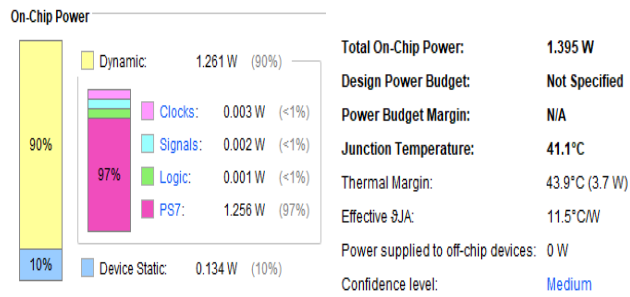 On-Chip Power
Dynamic: 1.261 W (90%)
Clocks: 0.003 W (<1%)
Signals: 0.002 W (<1%)
Logic: 0.001 W (<1%)
PS7: 1.256 W (97%)
Device Static: 0.134 W (10%)
90%
97%
10%
Total On-Chip Power: 1.395 W
Design Power Budget: Not Specified
Power Budget Margin: N/A
Junction Temperature: 41.1°C
Thermal Margin: 43.9°C (3.7 W)
Effective ϑJA: 11.5°C/W
Power supplied to off-chip devices: 0 W
Confidence level: Medium